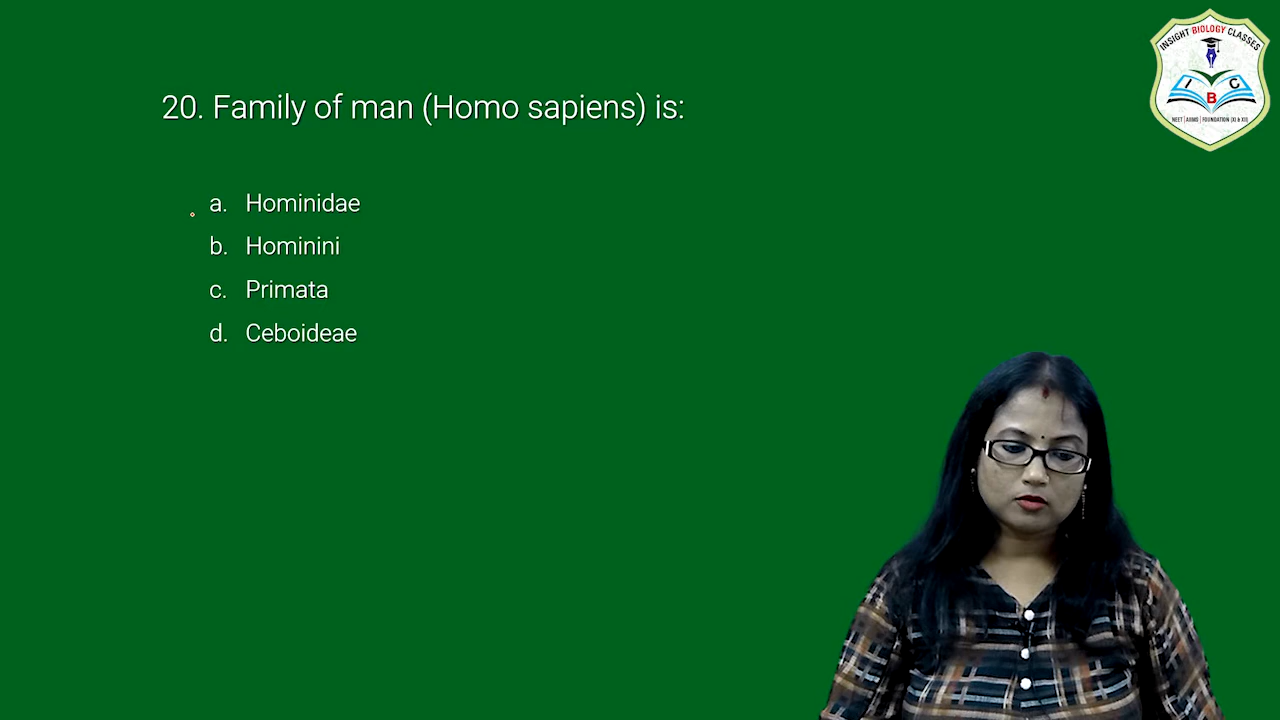 INSIGHT BIOLOGY CLASSES
I C
B
NEET | AIIMS | FOUNDATION (XI & XII)
20. Family of man (Homo sapiens) is:
a. Hominidae
b. Hominini
c. Primata
d. Ceboideae